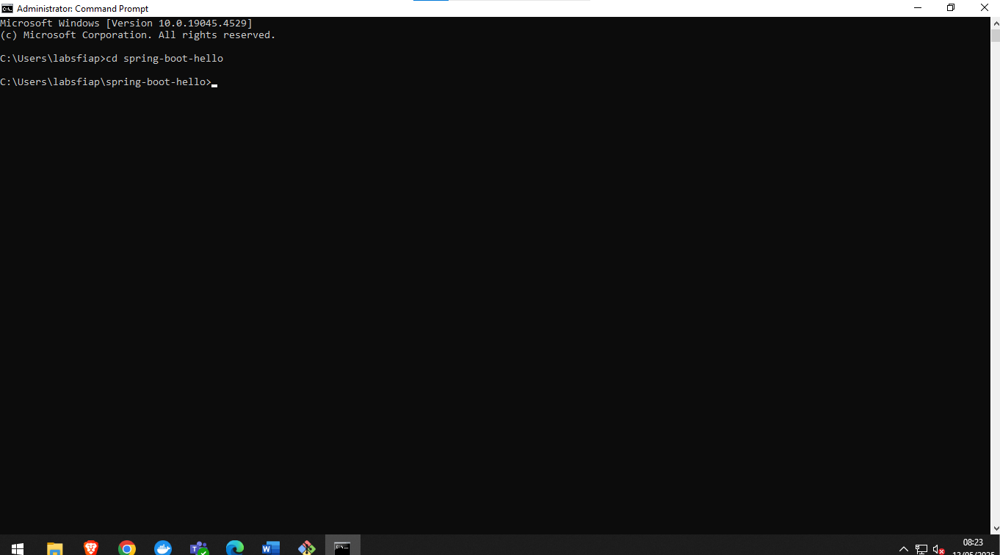 Administrator: Command Prompt
Microsoft Windows [Version 10.0.19045.4529]
(c) Microsoft Corporation. All rights reserved.
C:\Users\labsfiap>cd spring-boot-hello
C:\Users\labsfiap\spring-boot-hello>
08:23